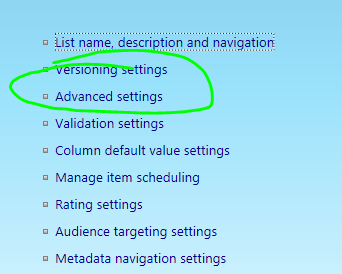 List name, description and navigation
Versioning settings
Advanced settings
Validation settings
Column default value settings
Manage item scheduling
Rating settings
Audience targeting settings
Metadata navigation settings